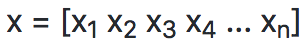 x = [x₁ x₂ x₃ x₄ ... xₙ]